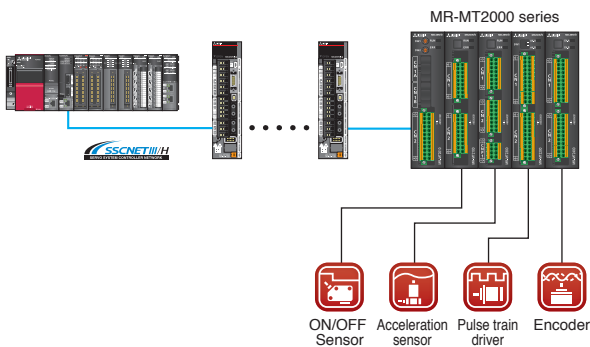 MR-MT2000 series
SSCNETIII/H
SERVO SYSTEM CONTROLLER NETWORK
ON/OFF
Sensor
Acceleration
sensor
Pulse train
driver
Encoder